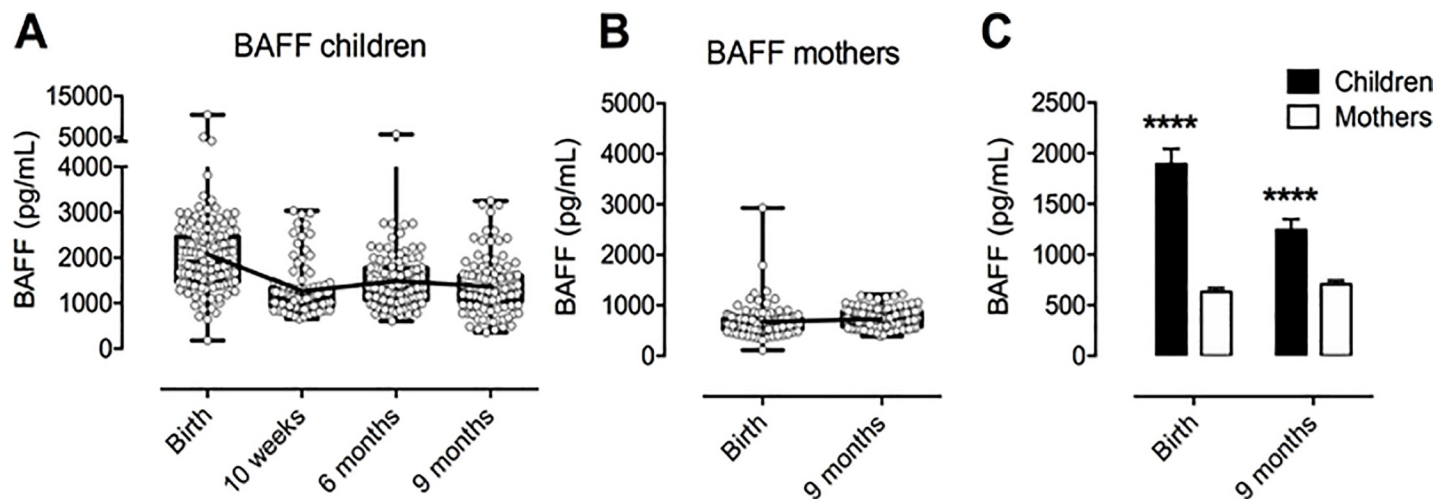 A
BAFF children
BAFF (pg/mL)
15000
5000
4000
3000
2000
1000
0
Birth
10 weeks
6 months
9 months
B
BAFF mothers
BAFF (pg/mL)
5000
4000
3000
2000
1000
0
Birth
9 months
C
Children
Mothers
BAFF (pg/mL)
2500
2000
1500
1000
500
0
****
****
Birth
9 months